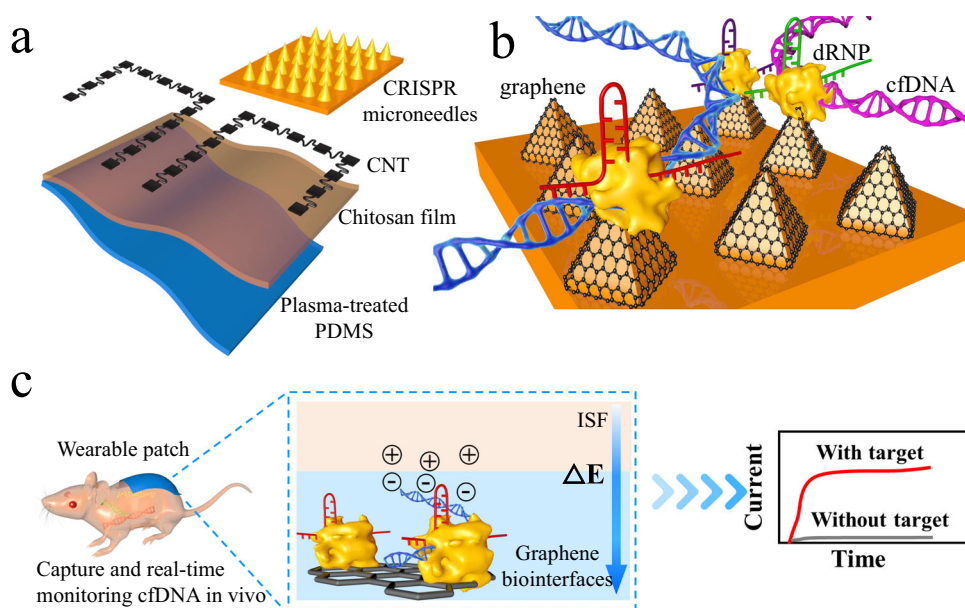 a
CRISPR
microneedles
CNT
Chitosan film
Plasma-treated
PDMS
b
dRNP
graphene
cfDNA
c
Wearable patch
Capture and real-time
monitoring cfDNA in vivo
ISF
+ + +
ΔE
- - -
Graphene
biointerfaces
Current
With target
Without target
Time